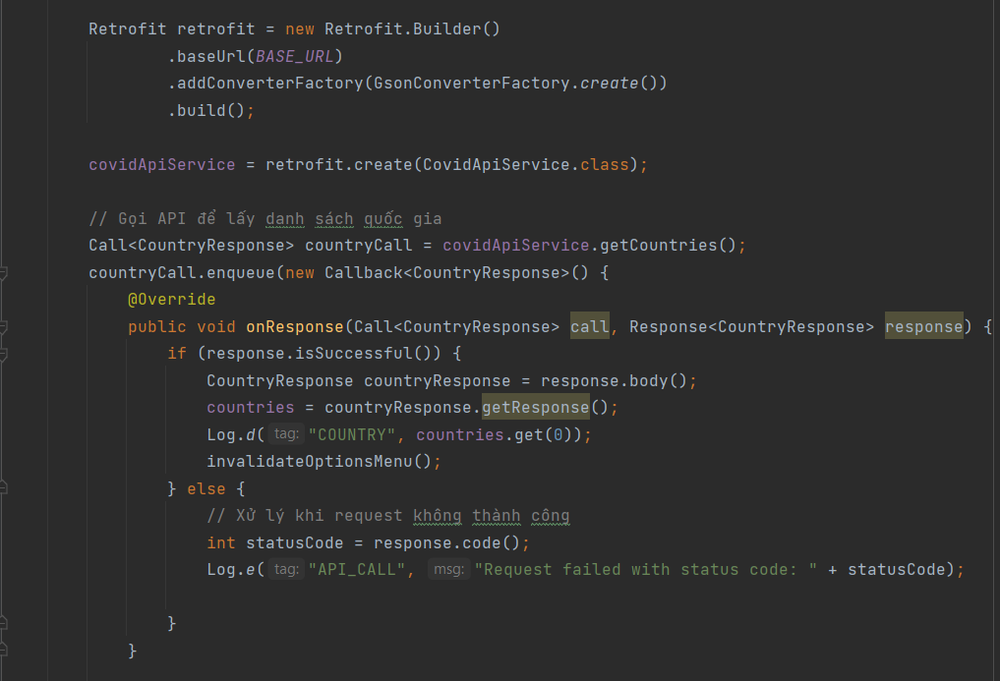 Retrofit retrofit = new Retrofit.Builder()
.baseUrl(BASE_URL)
.addConverterFactory(GsonConverterFactory.create())
.build();
covidApiService = retrofit.create(CovidApiService.class);
// Gọi API để lấy danh sách quốc gia
Call<CountryResponse> countryCall = covidApiService.getCountries();
countryCall.enqueue(new Callback<CountryResponse>() {
@Override
public void onResponse(Call<CountryResponse> call, Response<CountryResponse> response) {
if (response.isSuccessful()) {
CountryResponse countryResponse = response.body();
countries = countryResponse.getResponse();
Log.d( tag: "COUNTRY", countries.get(0));
invalidateOptionsMenu();
} else {
// Xử lý khi request không thành công
int statusCode = response.code();
Log.e( tag: "API_CALL", msg: "Request failed with status code: " + statusCode);
}
}